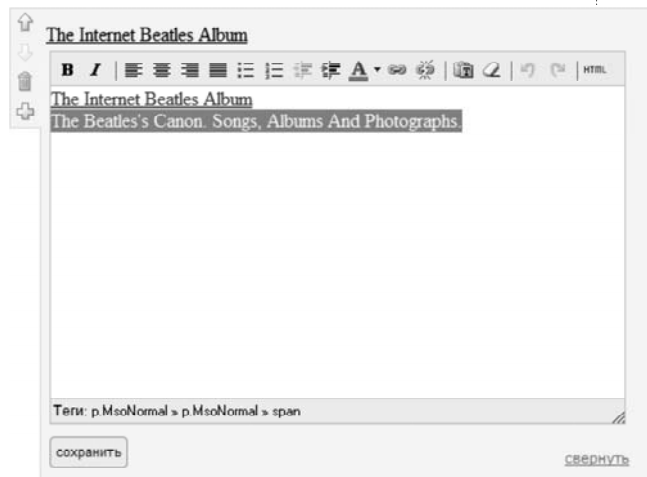 The Internet Beatles Album
B I A HTML
The Internet Beatles Album
The Beatles's Canon. Songs, Albums And Photographs.
Теги: p.MsoNormal » p.MsoNormal » span
сохранить
свернуть